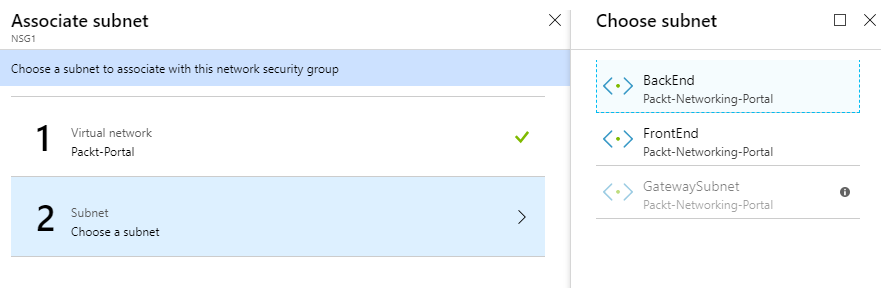 Associate subnet
NSG1
Choose a subnet to associate with this network security group
1
Virtual network
Packt-Portal
2
Subnet
Choose a subnet
Choose subnet
BackEnd
Packt-Networking-Portal
FrontEnd
Packt-Networking-Portal
GatewaySubnet
Packt-Networking-Portal